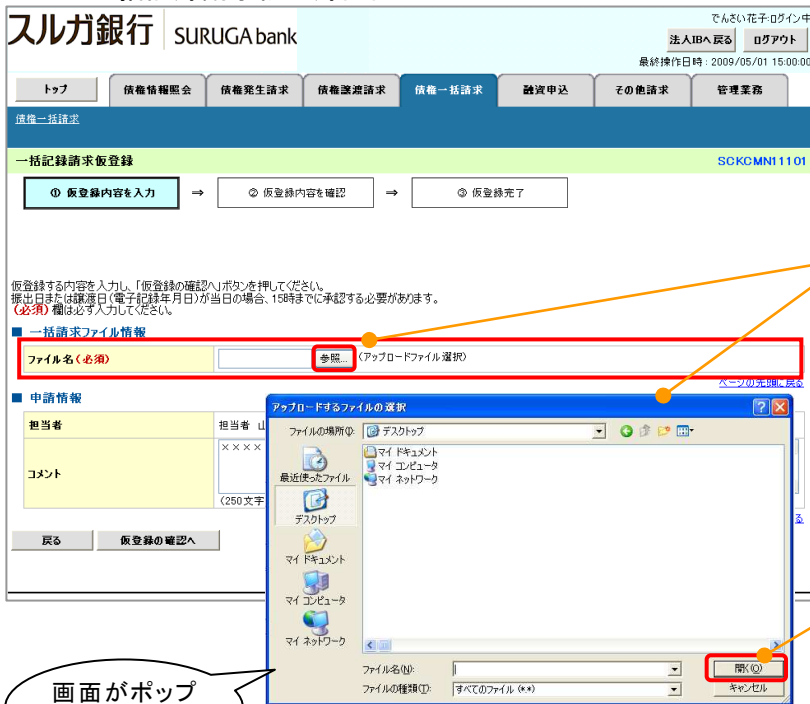 スルガ銀行 SURUGA bank
でんさい花子:ログイン中
法人IBへ戻る ログアウト
最終操作日時：2009/05/01 15:00:00
トップ 債権情報照会 債権発生請求 債権譲渡請求 債権一括請求 融資申込 その他請求 管理業務
債権一括請求
一括記録請求仮登録 SCKCMN11101
① 仮登録内容を入力 ⇒ ② 仮登録内容を確認 ⇒ ③ 仮登録完了
仮登録する内容を入力し、「仮登録の確認へ」ボタンを押してください。
振出日または譲渡日(電子記録年月日)が当日の場合、15時までに承認する必要があります。
(必須)欄は必ず入力してください。
■ 一括請求ファイル情報
ファイル名(必須) 参照... (アップロードファイル選択)
ページの先頭に戻る
■ 申請情報
担当者 担当者
コメント ××××
(250文字
る
戻る 仮登録の確認へ
アップロードするファイルの選択
ファイルの場所(I): デスクトップ
マイ ドキュメント
マイ コンピュータ
マイ ネットワーク
最近使ったファイル
デスクトップ
マイ ドキュメント
マイ コンピュータ
マイ ネットワーク
ファイル名(N): 開く(O)
ファイルの種類(T): すべてのファイル (*.*) キャンセル
画面がポップ